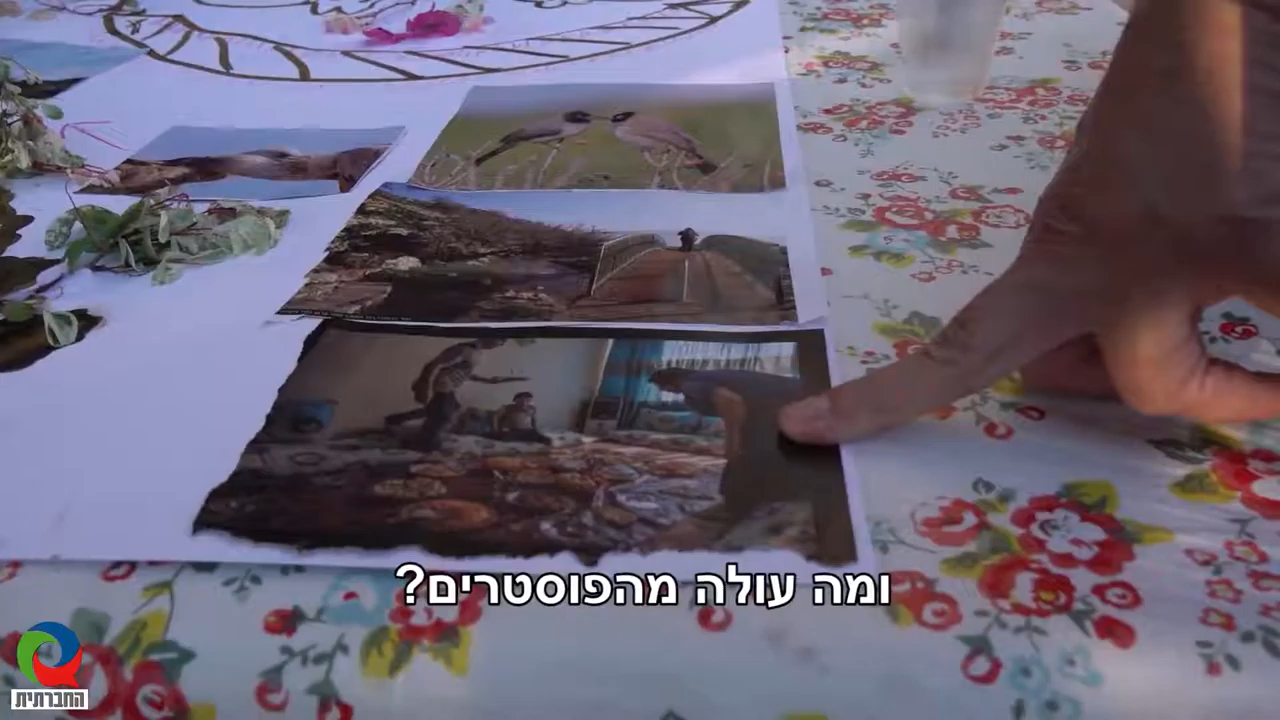 ומה עולה מהפוסטרים?
החברתית